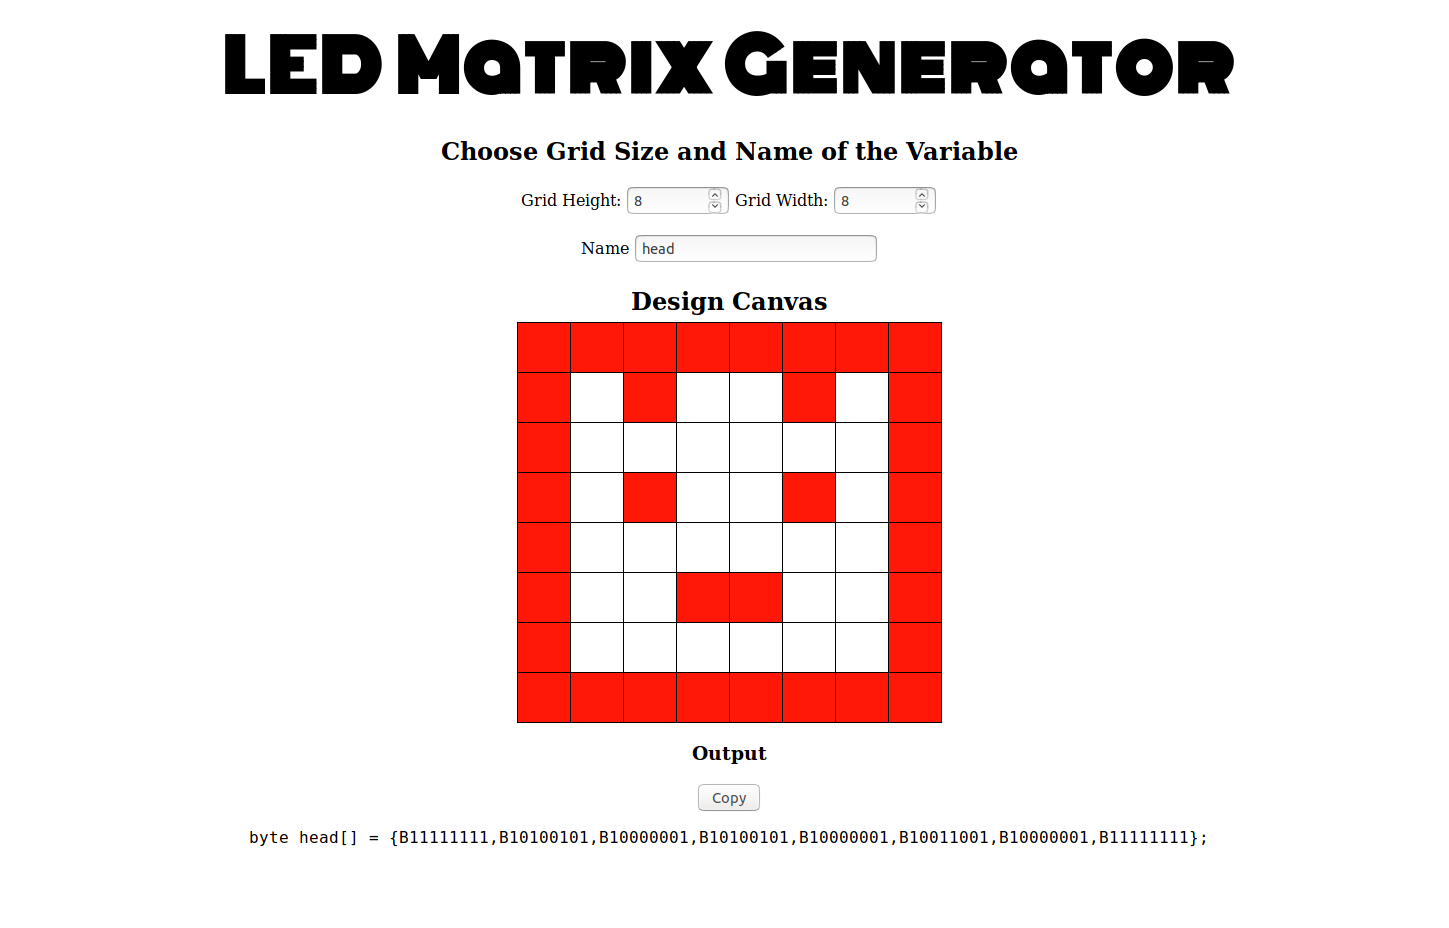 LED Matrix Generator
Choose Grid Size and Name of the Variable
Grid Height: 8 Grid Width: 8
Name head
Design Canvas
Output
Copy
byte head[] = {B11111111,B10100101,B10000001,B10100101,B10000001,B10011001,B10000001,B11111111};